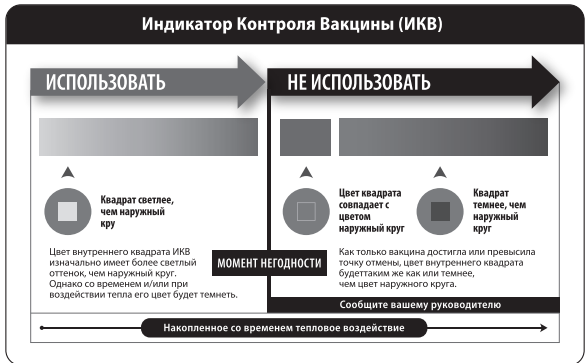 Индикатор Контроля Вакцины (ИКВ)
ИСПОЛЬЗОВАТЬ
НЕ ИСПОЛЬЗОВАТЬ
Квадрат светлее,
чем наружный
кру
Цвет квадрата
совпадает с
цветом
наружный круг
Квадрат
темнее, чем
наружный
круг
Цвет внутреннего квадрата ИКВ
изначально имеет более светлый
оттенок, чем наружный круг.
Однако со временем и/или при
воздействии тепла его цвет будет темнеть.
МОМЕНТ НЕГОДНОСТИ
Как только вакцина достигла или превысила
точку отмены, цвет внутреннего квадрата
будеттаким же как или темнее,
чем цвет наружного круга.
Сообщите вашему руководителю
Накопленное со временем тепловое воздействие